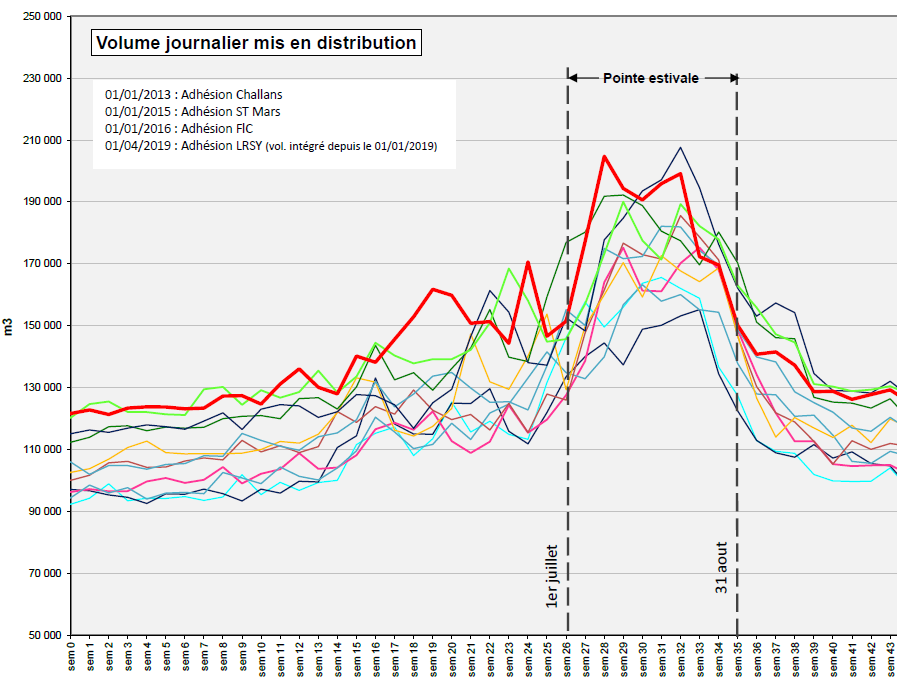 250 000
Volume journalier mis en distribution
230 000
Pointe estivale
01/01/2013 : Adhésion Challans
01/01/2015 : Adhésion ST Mars
01/01/2016 : Adhésion FIC
01/04/2019 : Adhésion LRSY (vol. intégré depuis le 01/01/2019)
210 000
190 000
170 000
150 000
m3
130 000
110 000
90 000
70 000
50 000
1er juillet
31 aout
sem 0
sem 1
sem 2
sem 3
sem 4
sem 5
sem 6
sem 7
sem 8
sem 9
sem 10
sem 11
sem 12
sem 13
sem 14
sem 15
sem 16
sem 17
sem 18
sem 19
sem 20
sem 21
sem 22
sem 23
sem 24
sem 25
sem 26
sem 27
sem 28
sem 29
sem 30
sem 31
sem 32
sem 33
sem 34
sem 35
sem 36
sem 37
sem 38
sem 39
sem 40
sem 41
sem 42
sem 43